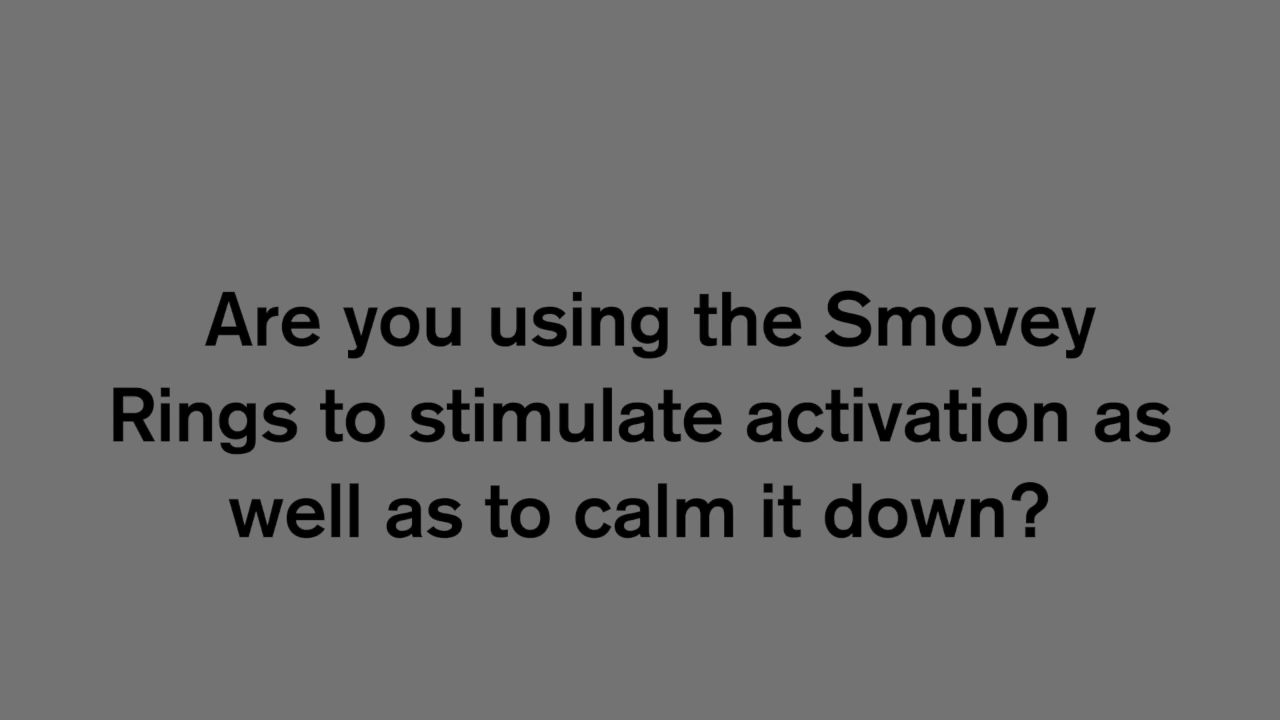 Are you using the Smovey
Rings to stimulate activation as
well as to calm it down?